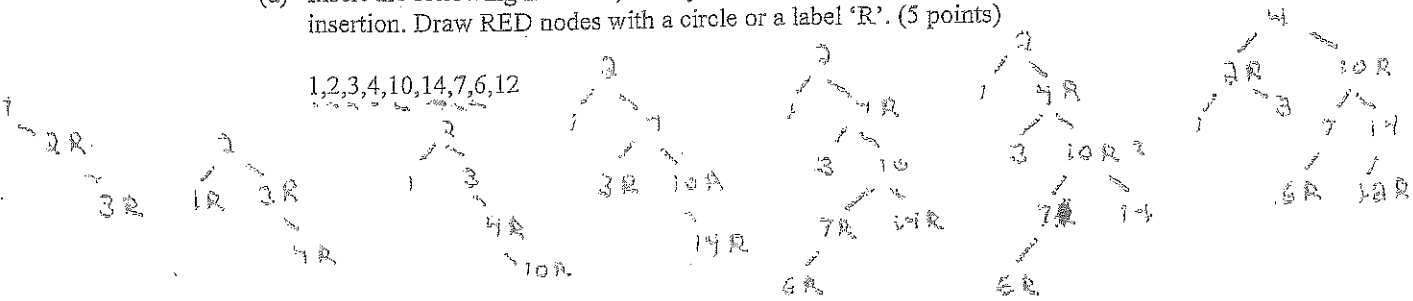 insertion. Draw RED nodes with a circle or a label ‘R’. (5 points)
1,2,3,4,10,14,7,6,12
1
2R
3R
2
1R 3R
4R
2
1 3
4R
10R
2
1 4
3R 10R
14R
2
1 4R
3 10
7R 14R
6R
2
1 4R
3 10R ?
7 14
6R
4
2R 10R
1 3 7 14
6R 12R